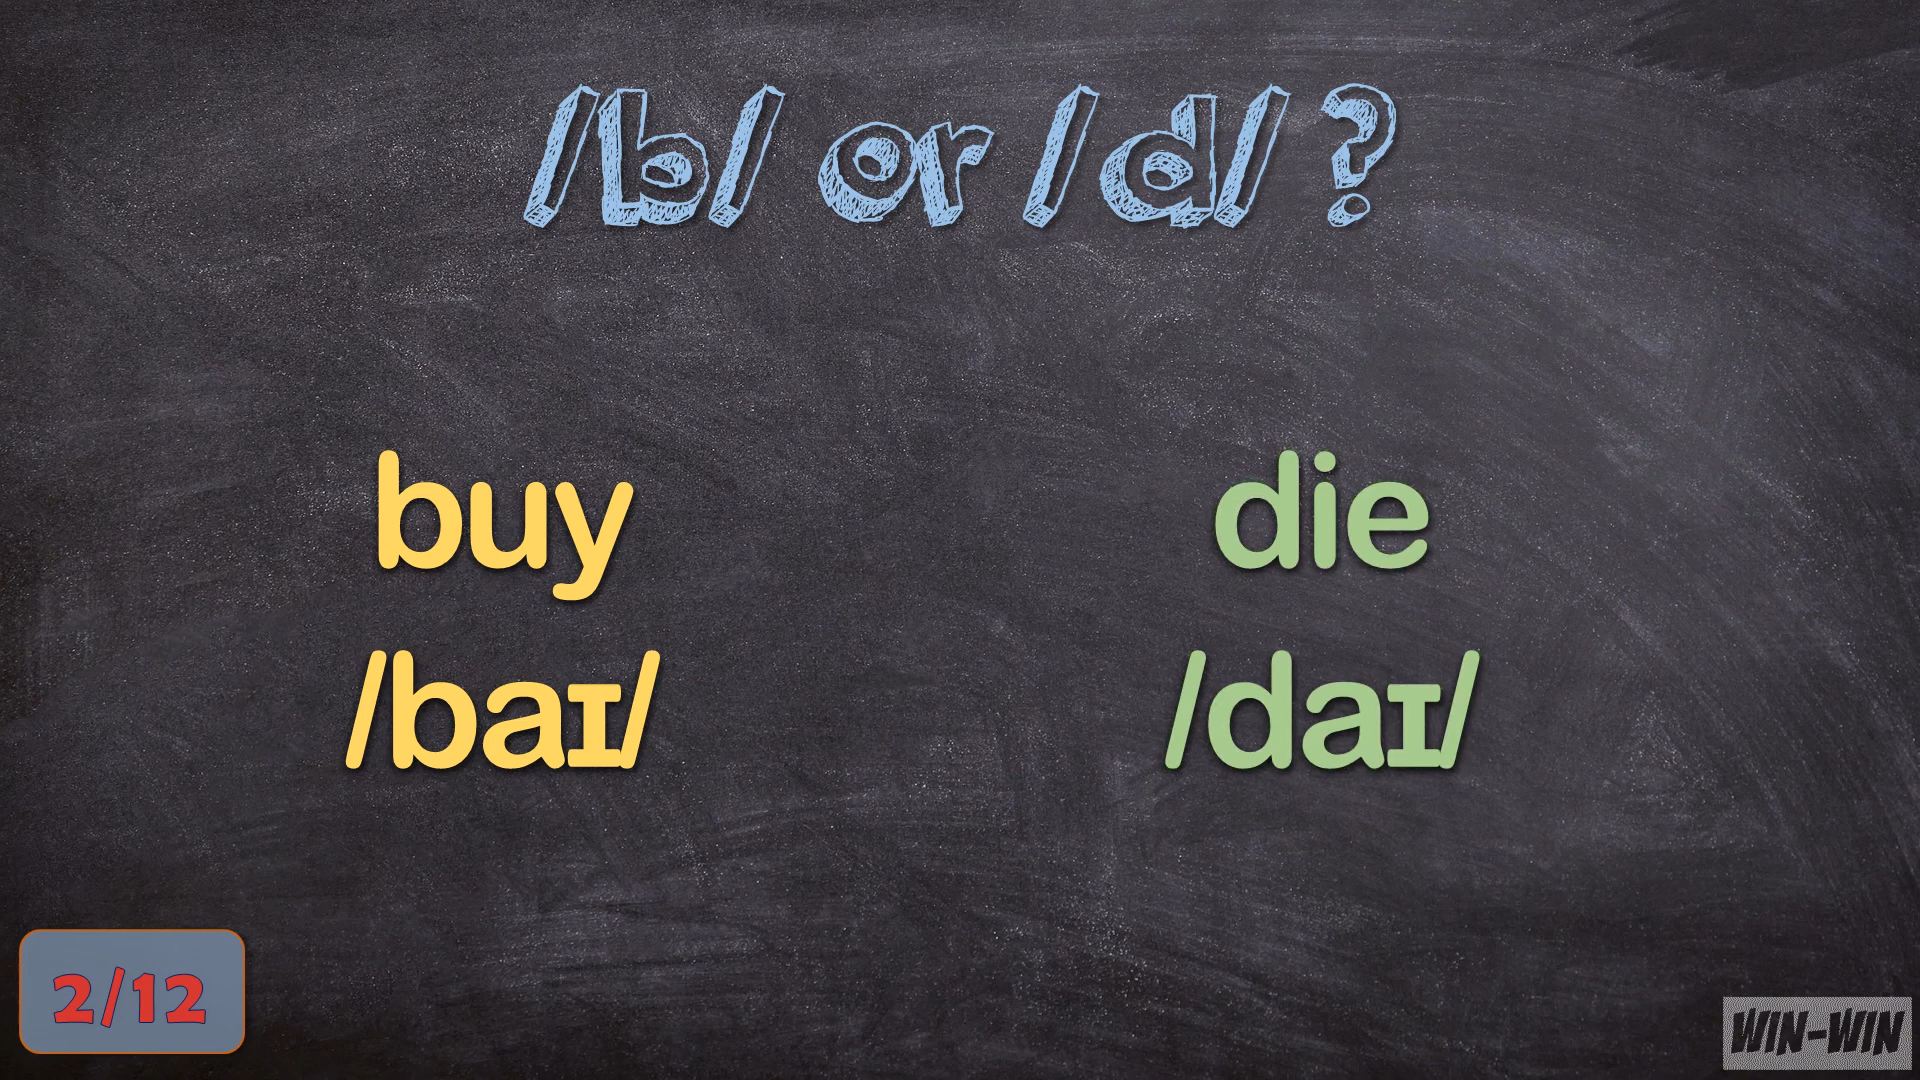 /b/ or /d/ ?
buy
die
/baɪ/
/daɪ/
2/12
WIN-WIN